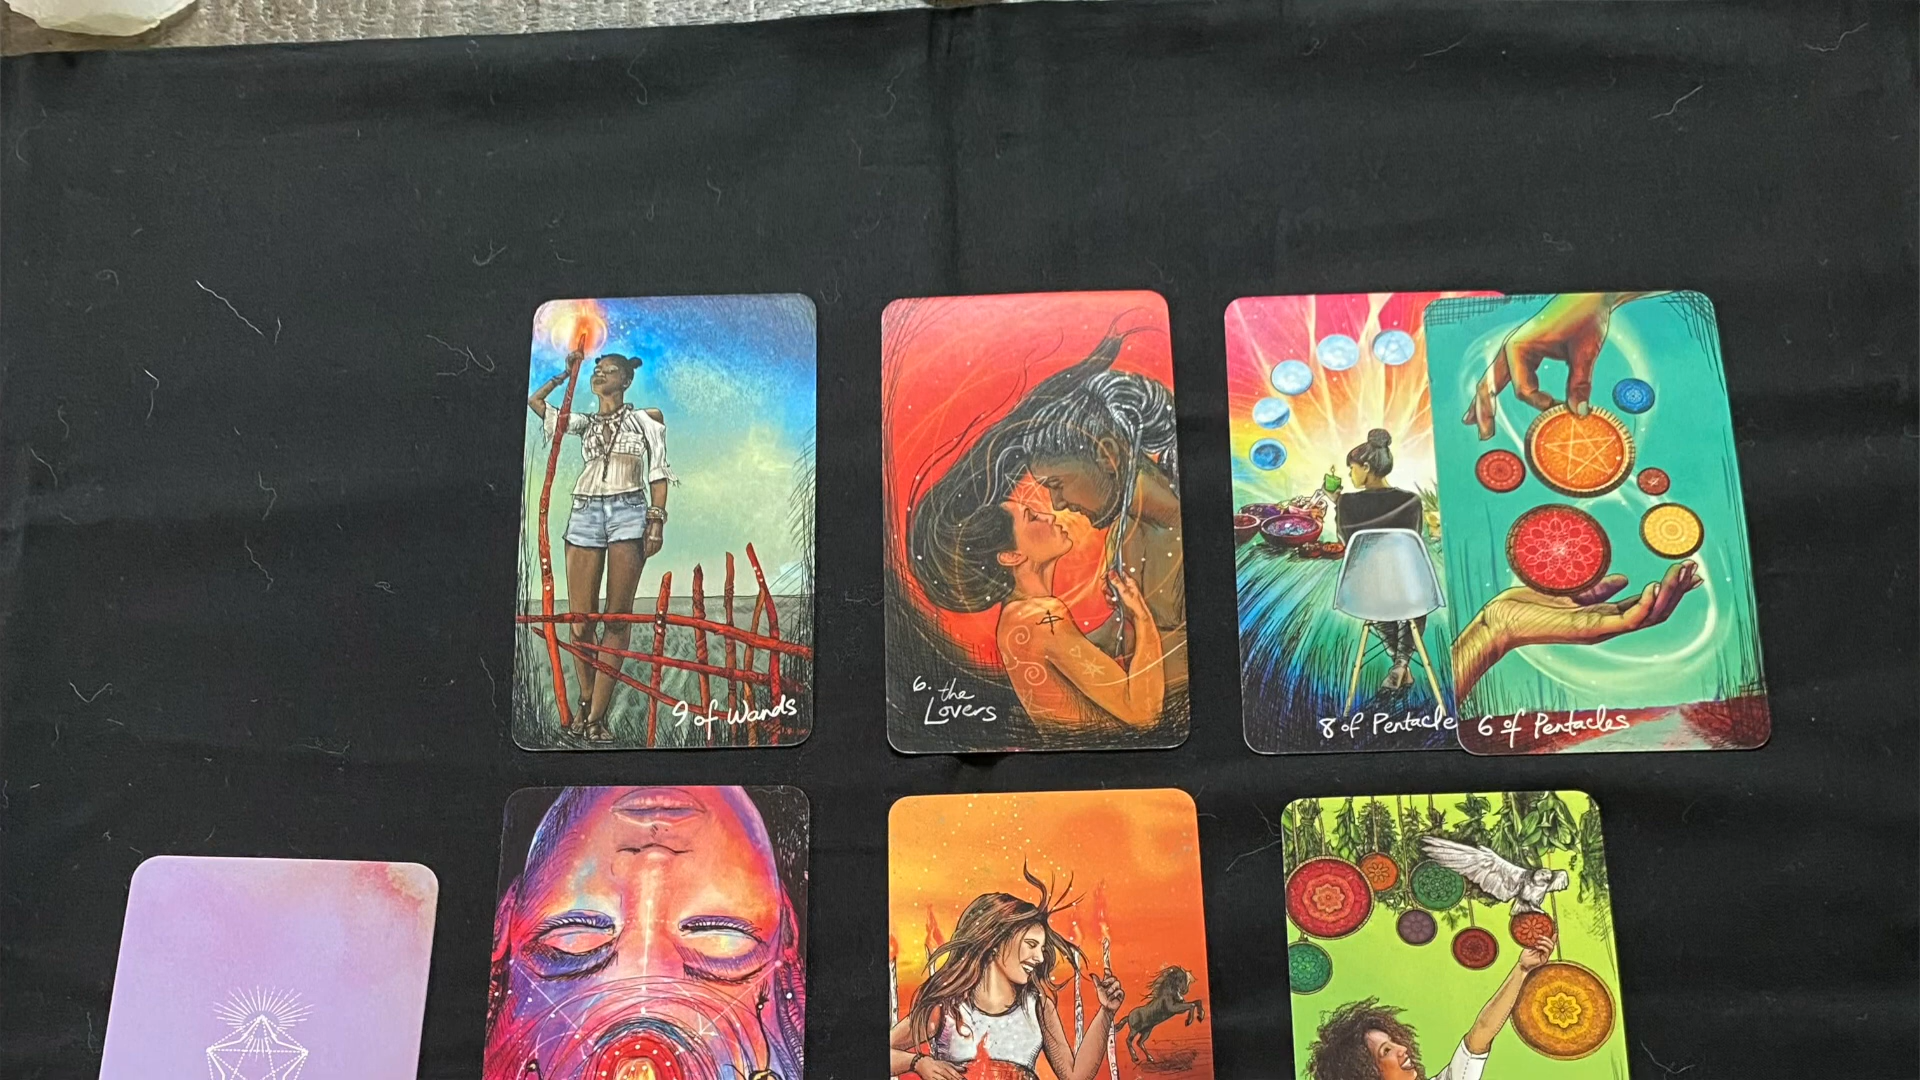 9 of Wands
6. the
Lovers
8 of Pentacle
6 of Pentacles